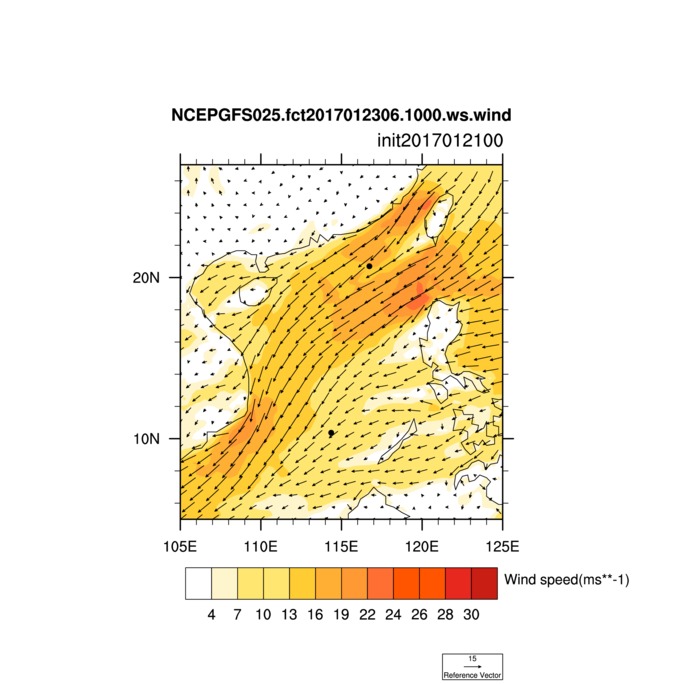 NCEPGFS025.fct2017012306.1000.ws.wind
init2017012100
20N
10N
105E 110E 115E 120E 125E
Wind speed(ms**-1)
4 7 10 13 16 19 22 24 26 28 30
15
Reference Vector